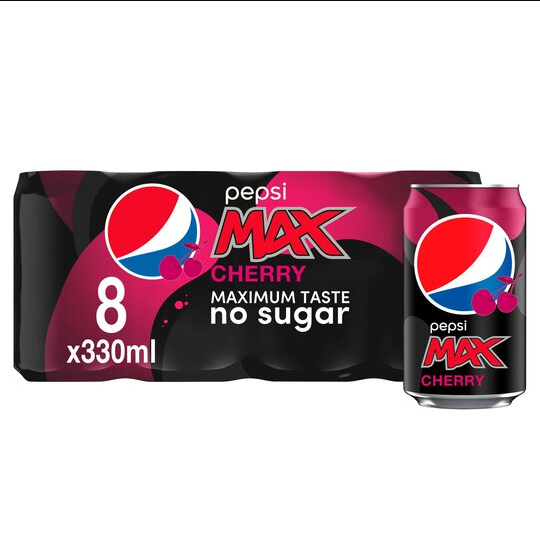 pepsi
MAX
CHERRY
MAXIMUM TASTE
no sugar
8
x330ml
pepsi
MAX
CHERRY